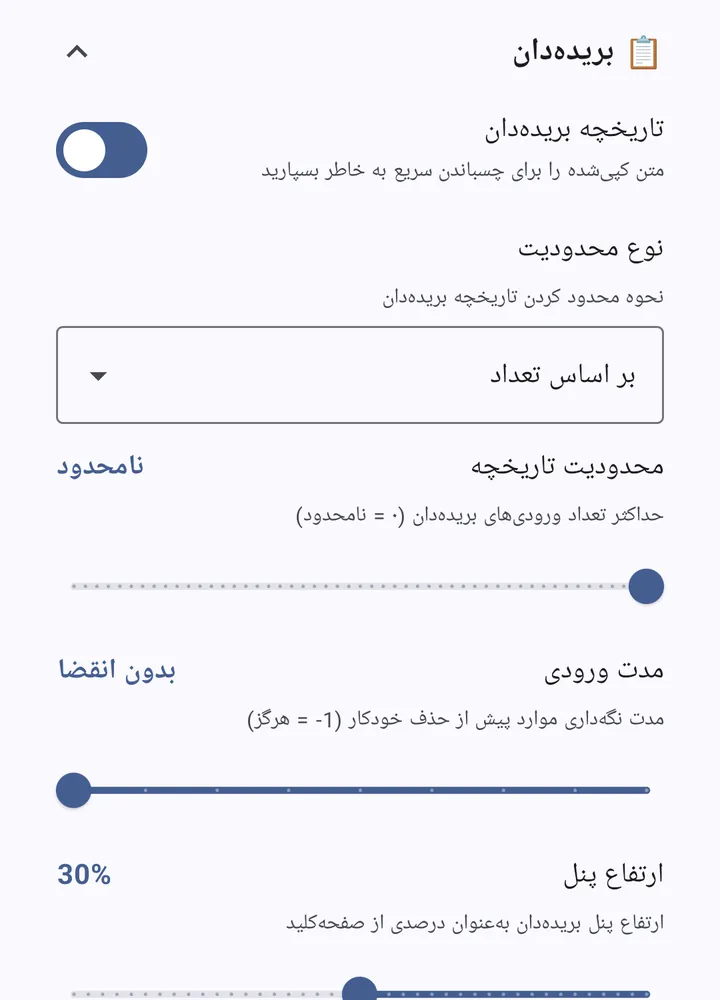 📋 بریده‌دان
تاریخچه بریده‌دان
متن کپی‌شده را برای چسباندن سریع به خاطر بسپارید
نوع محدودیت
نحوه محدود کردن تاریخچه بریده‌دان
بر اساس تعداد
محدودیت تاریخچه نامحدود
حداکثر تعداد ورودی‌های بریده‌دان (۰ = نامحدود)
مدت ورودی بدون انقضا
مدت نگه‌داری موارد پیش از حذف خودکار (1- = هرگز)
ارتفاع پنل 30%
ارتفاع پنل بریده‌دان به‌عنوان درصدی از صفحه‌کلید